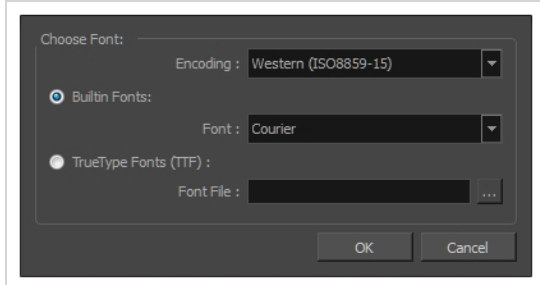 Choose Font:
Encoding : Western (ISO8859-15)
Builtin Fonts:
Font : Courier
TrueType Fonts (TTF) :
Font File : ...
OK Cancel